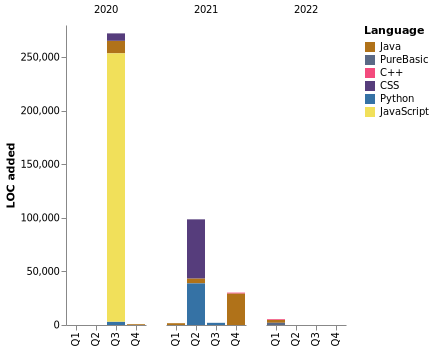 2020 2021 2022
Language
Java
PureBasic
C++
CSS
Python
JavaScript
LOC added
250,000
200,000
150,000
100,000
50,000
0
Q1 Q2 Q3 Q4 Q1 Q2 Q3 Q4 Q1 Q2 Q3 Q4